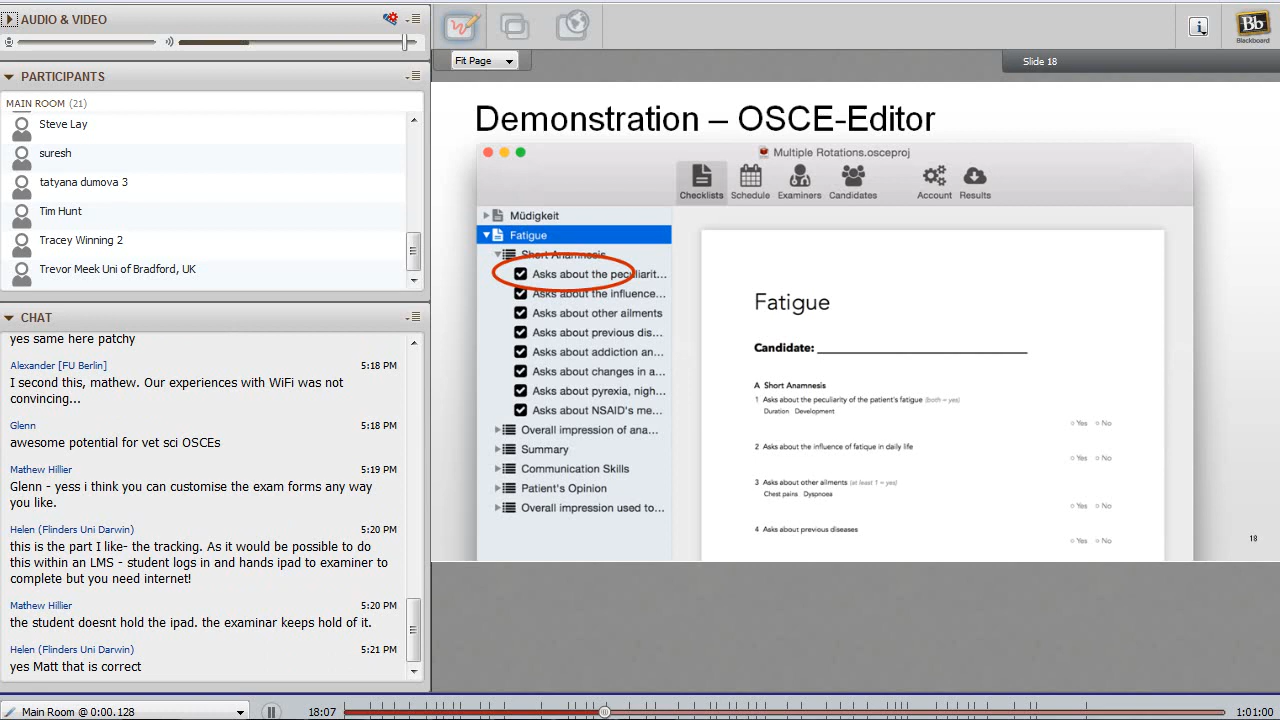 AUDIO & VIDEO
PARTICIPANTS
MAIN ROOM (21)
Steve Lay
suresh
tatiyana da silvara 3
Tim Hunt
Tracey Winning 2
Trevor Mack Uni of Bradford, UK
CHAT
yes same here patchy
Alexander [FU Berlin] 5:18 PM
I second this, mathew. Our experiences with WiFi was not
convincing...
Glenn 5:18 PM
awesome potential for vet sci OSCEs
Mathew Hillier 5:19 PM
Glenn - yes- i think you can customise the exam forms any way
you like.
Helen (Flinders Uni Darwin) 5:20 PM
this is the part I like- the tracking. As it would be possible to do
this within an LMS - student logs in and hands ipad to examiner to
complete but you need internet!
Mathew Hillier 5:20 PM
the student doesnt hold the ipad. the examinar keeps hold of it.
Helen (Flinders Uni Darwin) 5:21 PM
yes Matt that is correct
Main Room @ 0:00.128
18:07
1:01:00
Fit Page
Slide 18
i
Bb
Blackboard
Demonstration – OSCE-Editor
Multiple Rotations.osceproj
Checklists Schedule Examiners Candidates Account Results
Müdigkeit
Fatigue
Short Anamnesis
Asks about the peculiarit...
Asks about the influence...
Asks about other ailments
Asks about previous dis...
Asks about addiction an...
Asks about changes in a...
Asks about pyrexia, nigh...
Asks about NSAID's me...
Overall impression of ana...
Summary
Communication Skills
Patient's Opinion
Overall impression used to...
Fatigue
Candidate:
A Short Anamnesis
1 Asks about the peculiarity of the patient's fatigue (both = yes)
Duration Development
Yes No
2 Asks about the influence of fatigue in daily life
Yes No
3 Asks about other ailments (at least 1 = yes)
Chest pains Dyspnoea
Yes No
4 Asks about previous diseases
Yes No
18